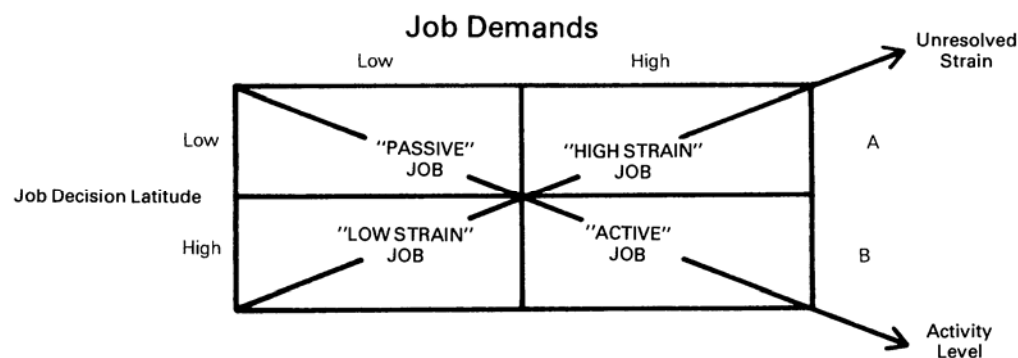 Job Demands
Unresolved
Strain
Low
High
Low
"PASSIVE"
JOB
"HIGH STRAIN"
JOB
A
Job Decision Latitude
High
"LOW STRAIN"
JOB
"ACTIVE"
JOB
B
Activity
Level